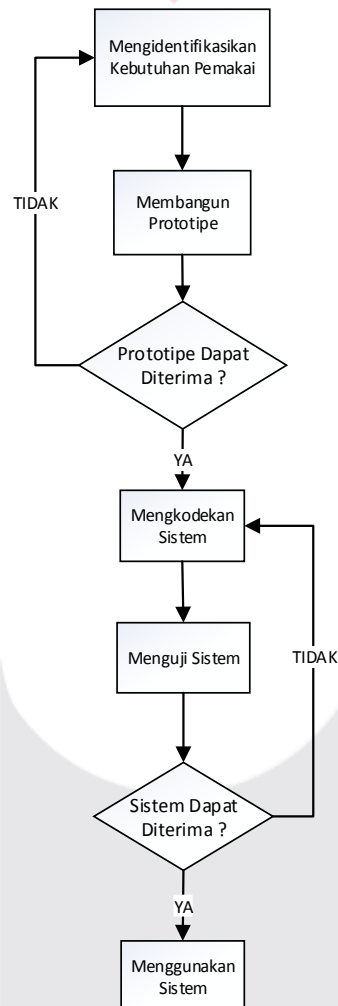 Mengidentifikasikan
Kebutuhan Pemakai
TIDAK
Membangun
Prototipe
Prototipe Dapat
Diterima ?
YA
Mengkodekan
Sistem
Menguji Sistem
TIDAK
Sistem Dapat
Diterima ?
YA
Menggunakan
Sistem